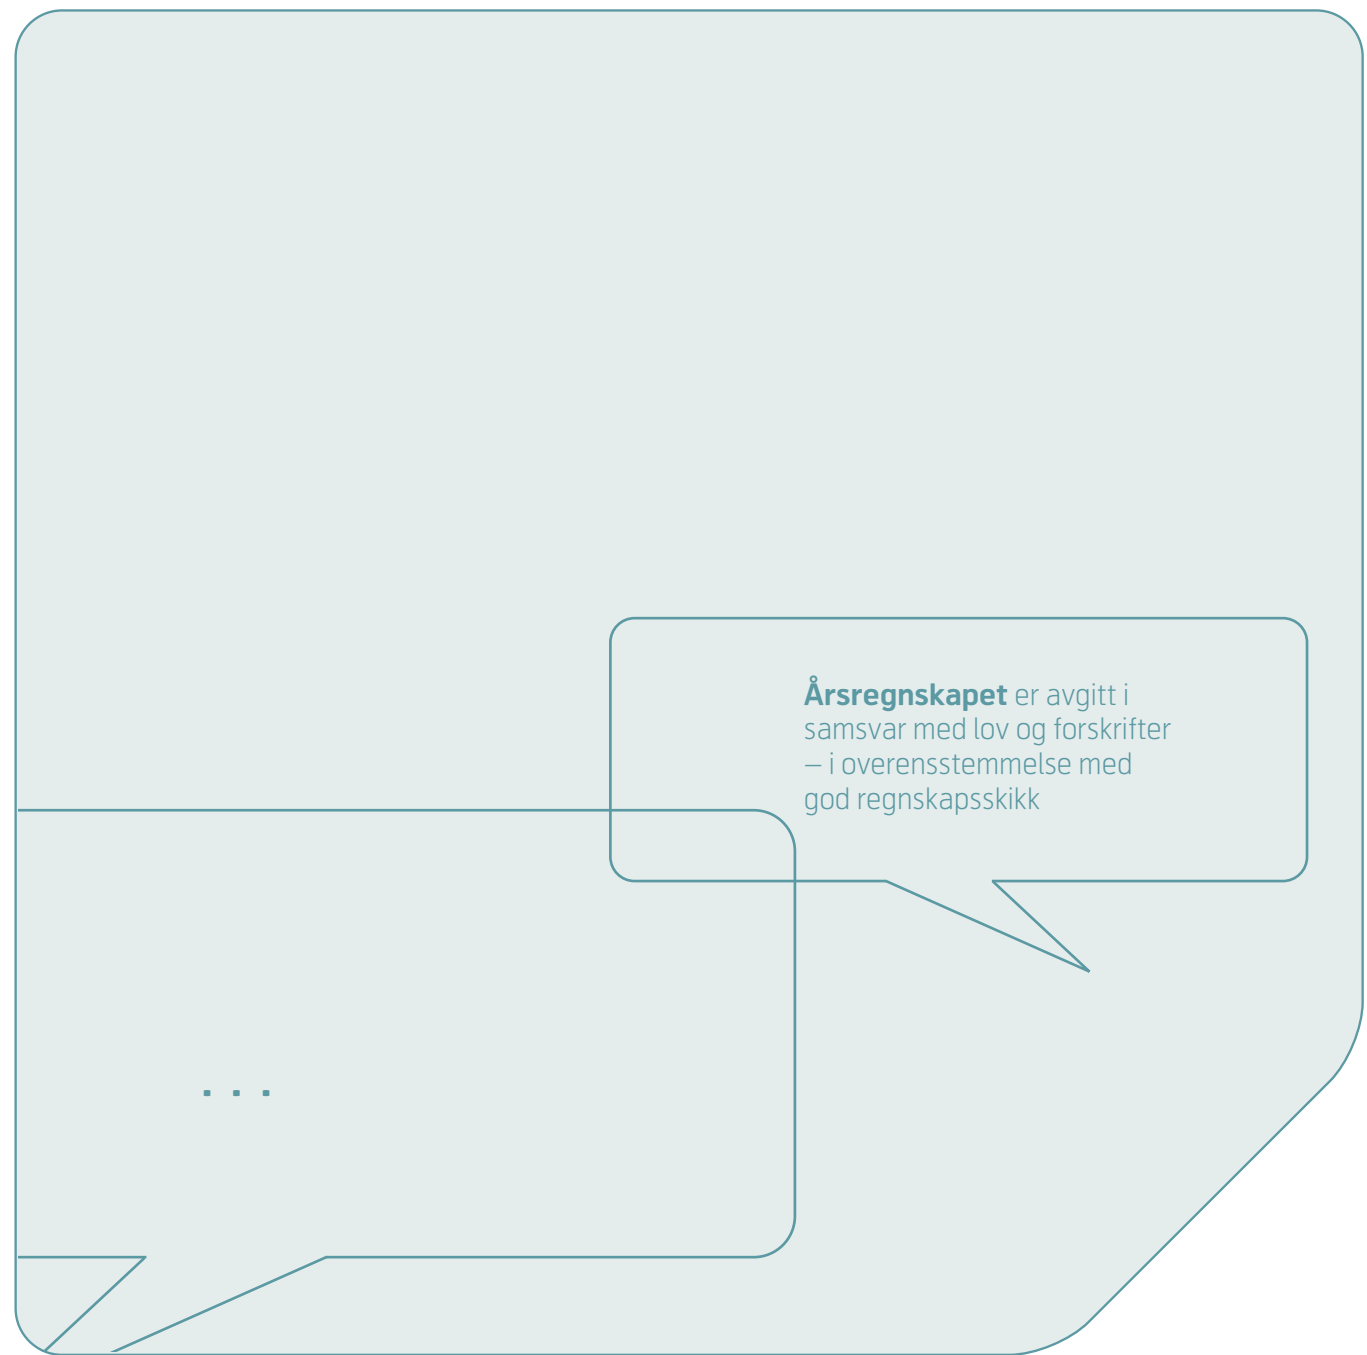 Årsregnskapet er avgitt i
samsvar med lov og forskrifter
– i overensstemmelse med
god regnskapsskikk
. . .